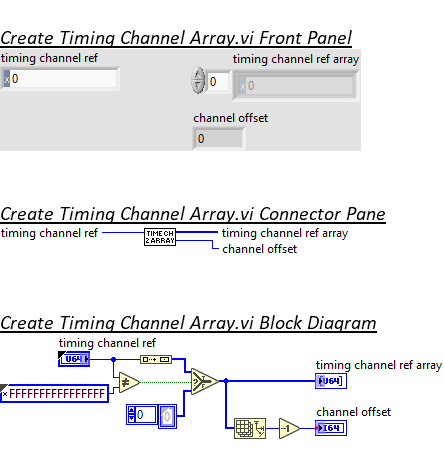 Create Timing Channel Array.vi Front Panel
timing channel ref
timing channel ref array
x 0
0
x 0
channel offset
0
Create Timing Channel Array.vi Connector Pane
timing channel ref
TIME CH
2 ARRAY
timing channel ref array
channel offset
Create Timing Channel Array.vi Block Diagram
timing channel ref
U64
timing channel ref array
U64
T
?
F
x FFFFFFFFFFFFFFFF
0
0
channel offset
-1
I64